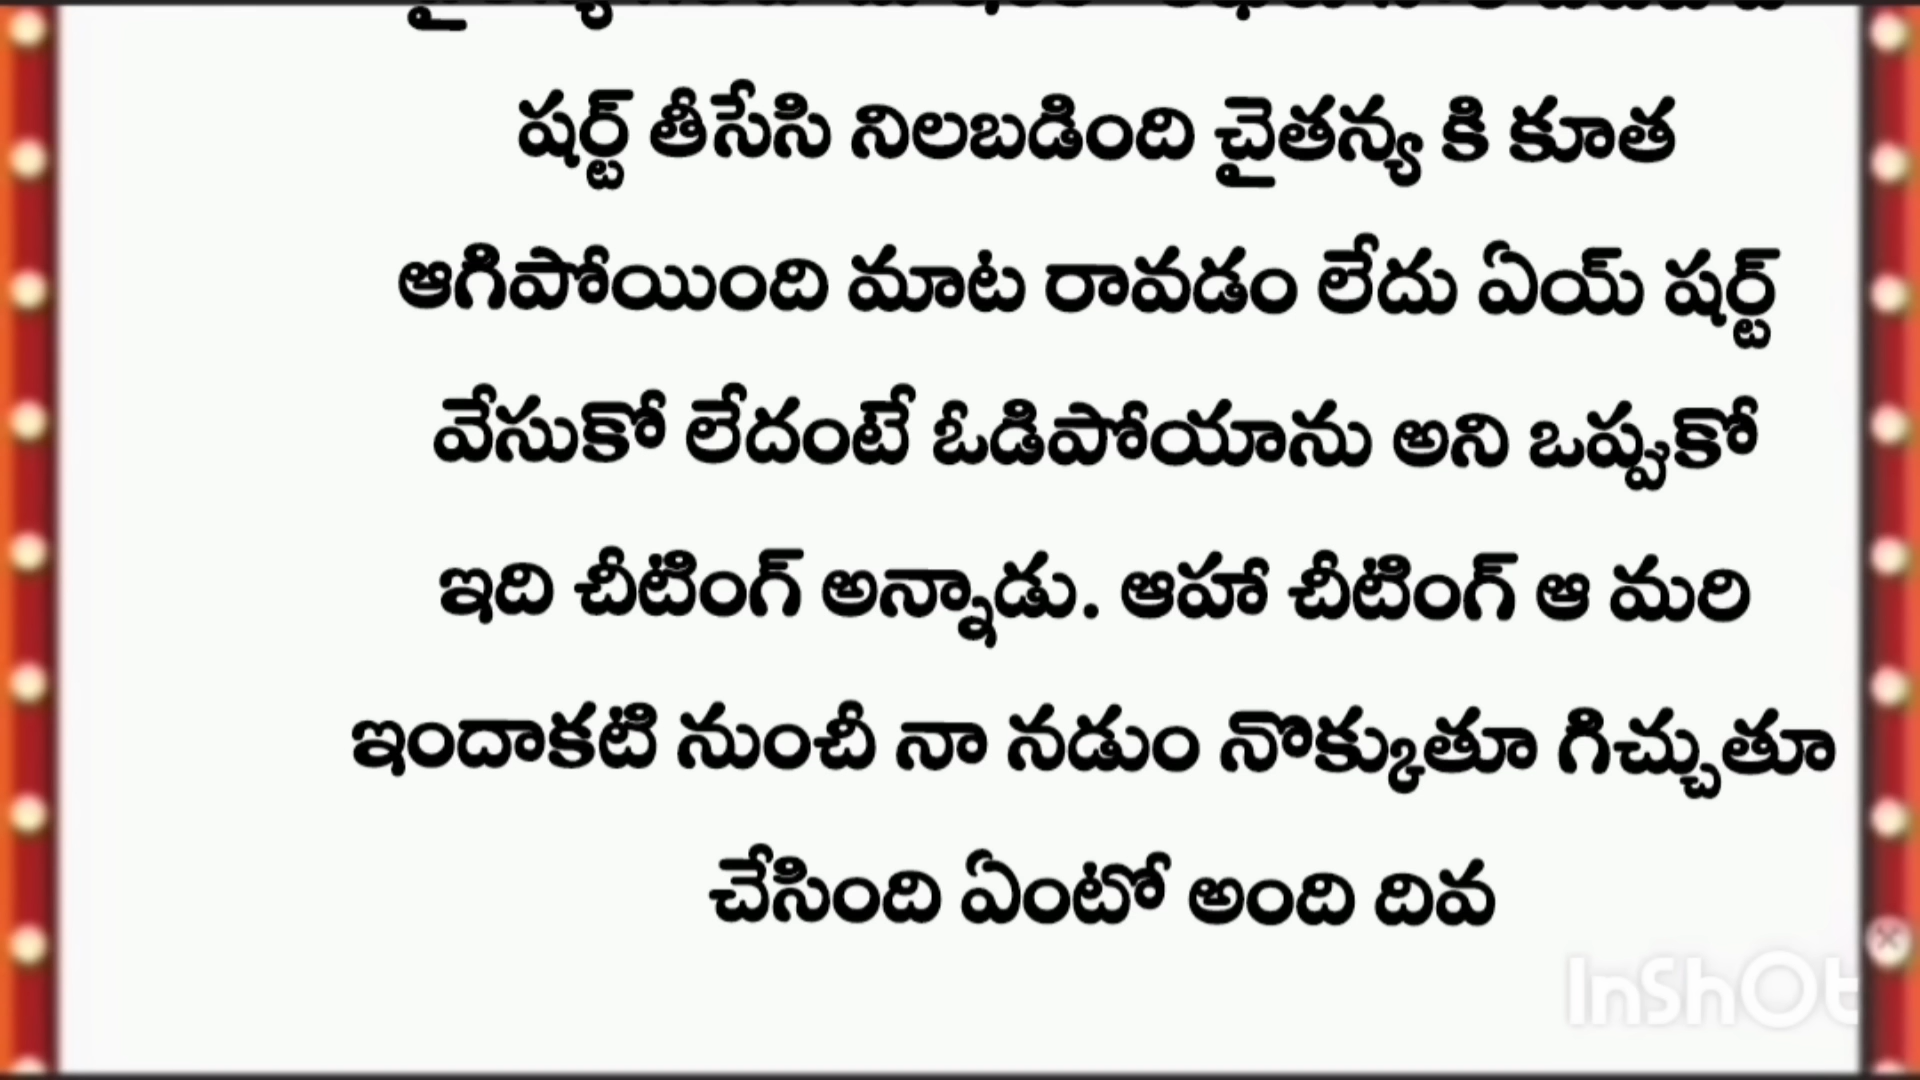 షర్ట్ తీసేసి నిలబడింది చైతన్య కి కూత
ఆగిపోయింది మాట రావడం లేదు ఏయ్ షర్ట్
వేసుకో లేదంటే ఓడిపోయాను అని ఒప్పుకో
ఇది చీటింగ్ అన్నాడు. ఆహా చీటింగ్ ఆ మరి
ఇందాకటి నుంచీ నా నడుం నొక్కుతూ గిచ్చుతూ
చేసింది ఏంటో అంది దివ
InShOt